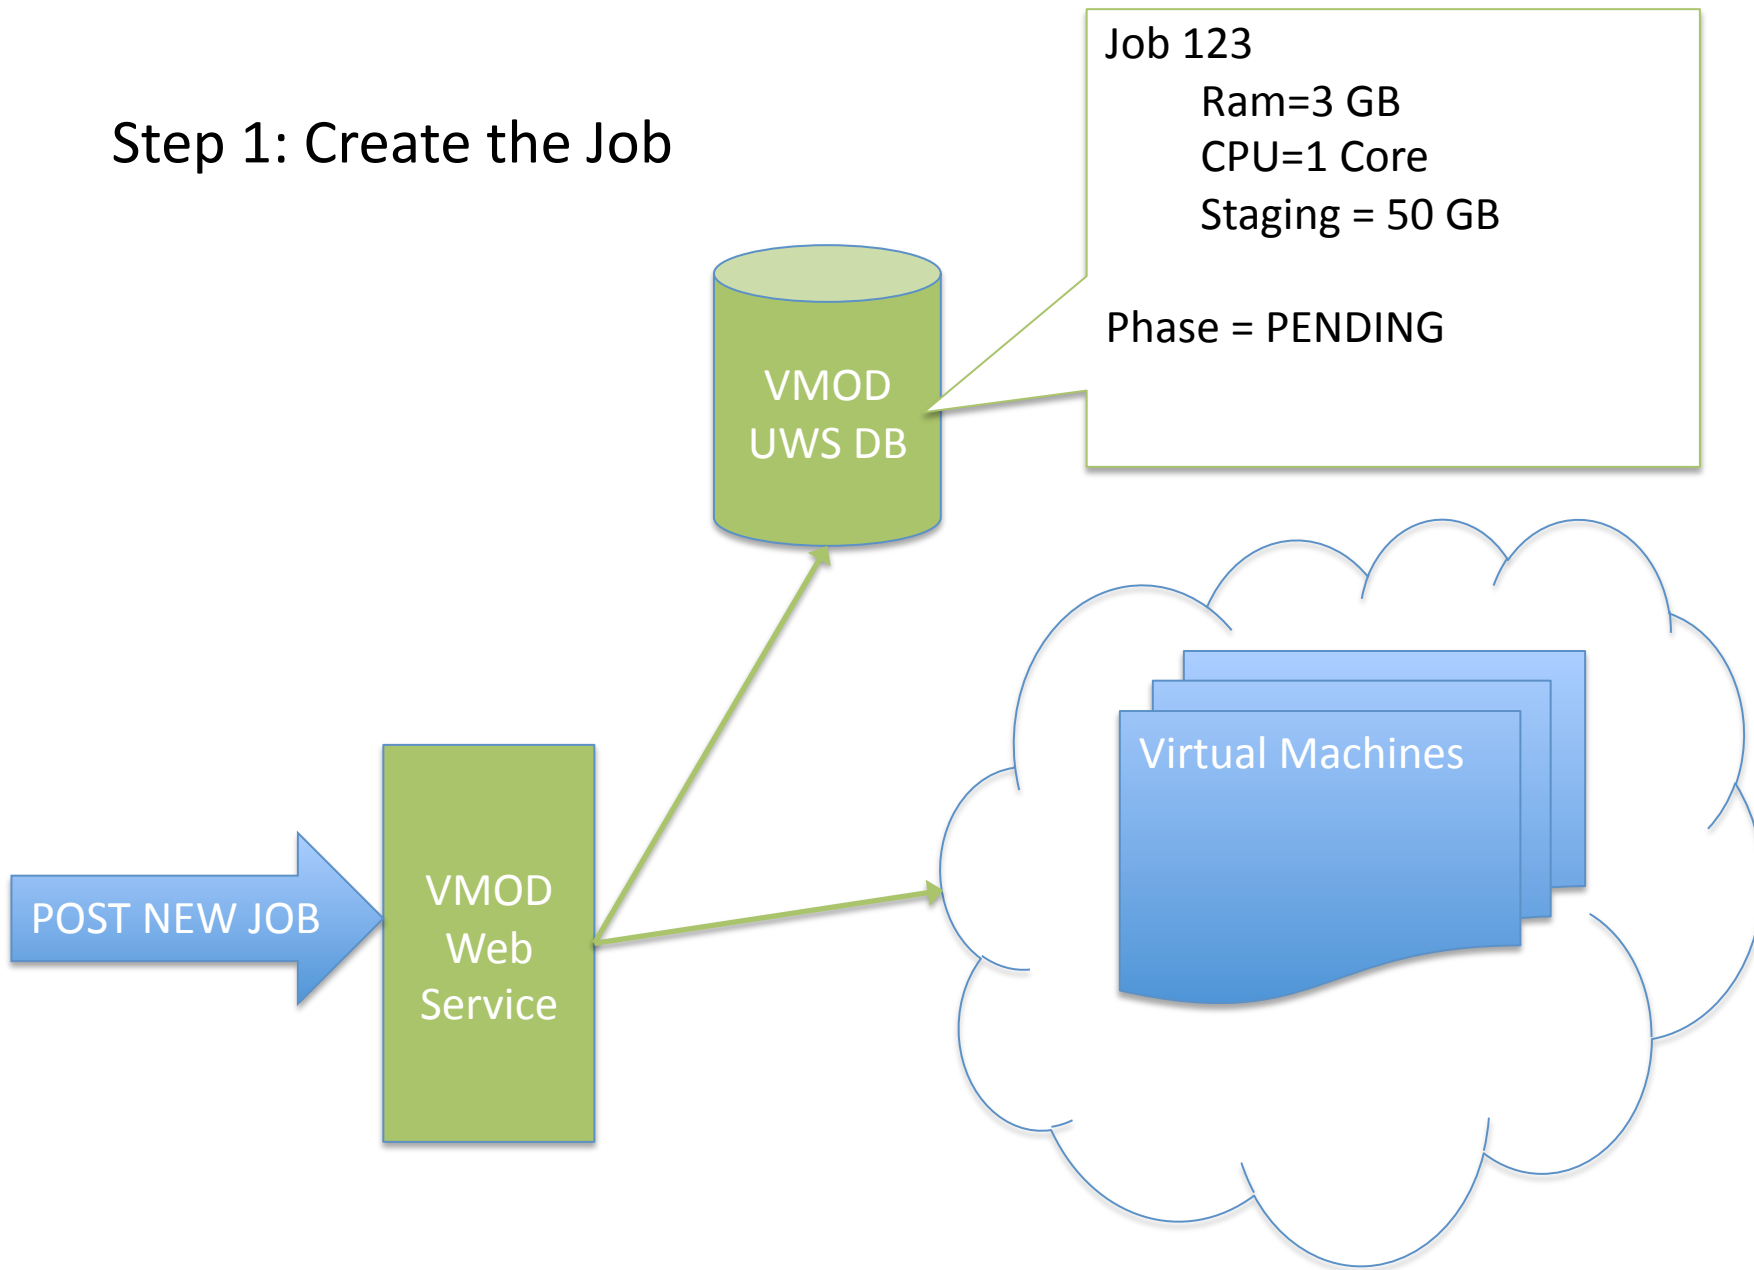 Step 1: Create the Job
Job 123
Ram=3 GB
CPU=1 Core
Staging = 50 GB
Phase = PENDING
VMOD
UWS DB
Virtual Machines
POST NEW JOB
VMOD
Web
Service